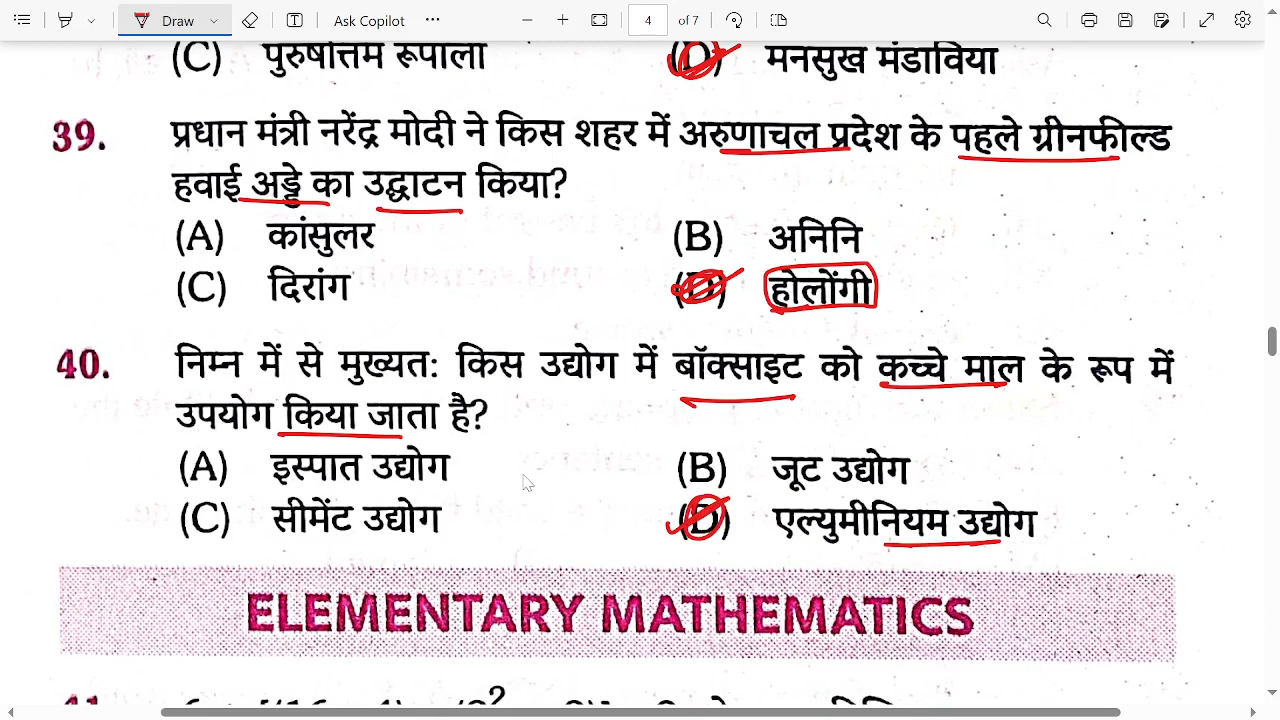 Draw
Ask Copilot
4 of 7
(C) पुरुषोत्तम रूपाला (D) मनसुख मंडाविया
39. प्रधान मंत्री नरेंद्र मोदी ने किस शहर में अरुणाचल प्रदेश के पहले ग्रीनफील्ड
हवाई अड्डे का उद्घाटन किया?
(A) कांसुलर (B) अनिनि
(C) दिरांग (D) होलोंगी
40. निम्न में से मुख्यत: किस उद्योग में बॉक्साइट को कच्चे माल के रूप में
उपयोग किया जाता है?
(A) इस्पात उद्योग (B) जूट उद्योग
(C) सीमेंट उद्योग (D) एल्युमीनियम उद्योग
ELEMENTARY MATHEMATICS